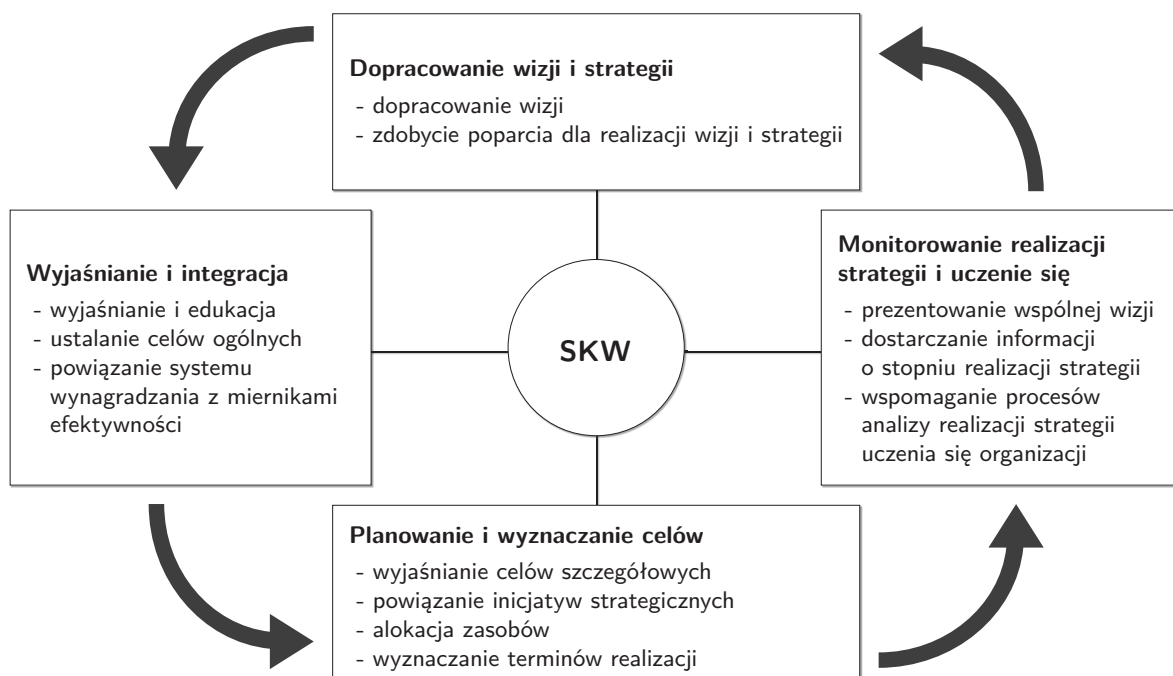 Dopracowanie wizji i strategii
- dopracowanie wizji
- zdobycie poparcia dla realizacji wizji i strategii
Wyjaśnianie i integracja
- wyjaśnianie i edukacja
- ustalanie celów ogólnych
- powiązanie systemu
wynagradzania z miernikami
efektywności
SKW
Monitorowanie realizacji
strategii i uczenie się
- prezentowanie wspólnej wizji
- dostarczanie informacji
o stopniu realizacji strategii
- wspomaganie procesów
analizy realizacji strategii
uczenia się organizacji
Planowanie i wyznaczanie celów
- wyjaśnianie celów szczegółowych
- powiązanie inicjatyw strategicznych
- alokacja zasobów
- wyznaczanie terminów realizacji